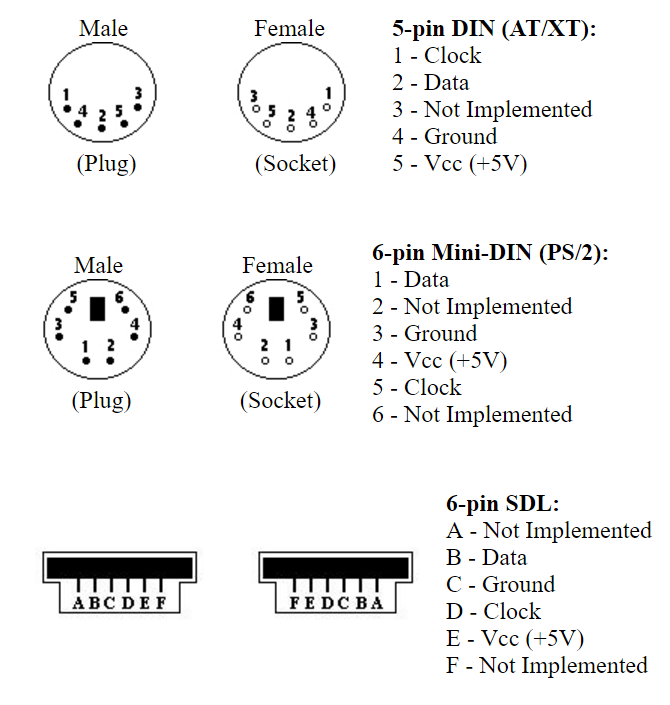 Male Female 5-pin DIN (AT/XT):
1 - Clock
2 - Data
1 3 3 1 3 - Not Implemented
4 5 5 4 4 - Ground
2 2
(Plug) (Socket) 5 - Vcc (+5V)
6-pin Mini-DIN (PS/2):
Male Female 1 - Data
5 6 6 5 2 - Not Implemented
3 4 4 3 3 - Ground
1 2 2 1 4 - Vcc (+5V)
5 - Clock
(Plug) (Socket) 6 - Not Implemented
6-pin SDL:
A - Not Implemented
B - Data
C - Ground
A B C D E F F E D C B A D - Clock
E - Vcc (+5V)
F - Not Implemented